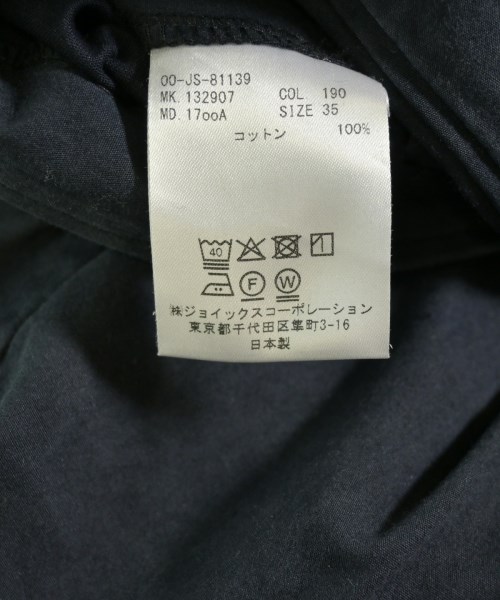 OO-JS-81139
MK. 132907 COL 190
MD. 17ooA SIZE 35
コットン 100%
40
F W
㈱ジョイックスコーポレーション
東京都千代田区隼町3-16
日本製